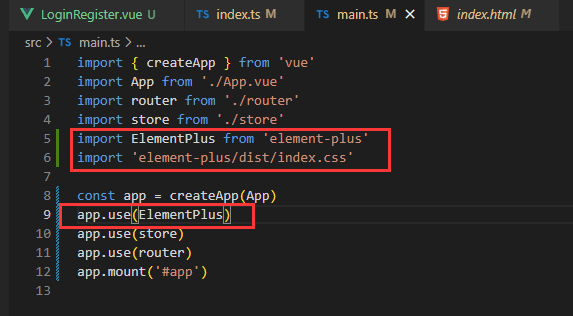 LoginRegister.vue U TS index.ts M TS main.ts M index.html
src > TS main.ts > ...
1 import { createApp } from 'vue'
2 import App from './App.vue'
3 import router from './router'
4 import store from './store'
5 import ElementPlus from 'element-plus'
6 import 'element-plus/dist/index.css'
7
8 const app = createApp(App)
9 app.use(ElementPlus)
10 app.use(store)
11 app.use(router)
12 app.mount('#app')
13